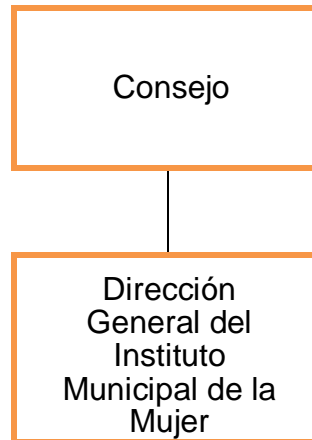 Consejo
Dirección
General del
Instituto
Municipal de la
Mujer